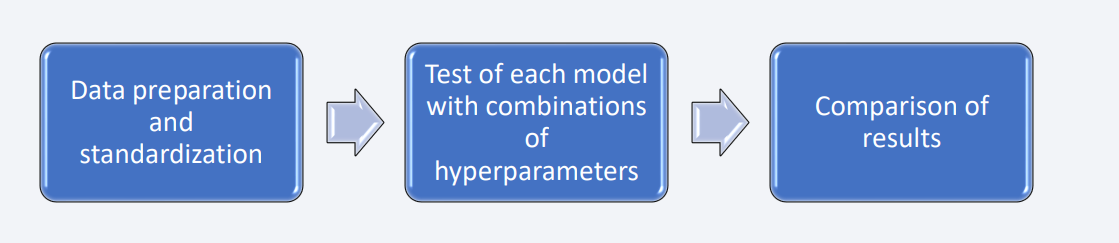 Data preparation
and
standardization
Test of each model
with combinations
of
hyperparameters
Comparison of
results